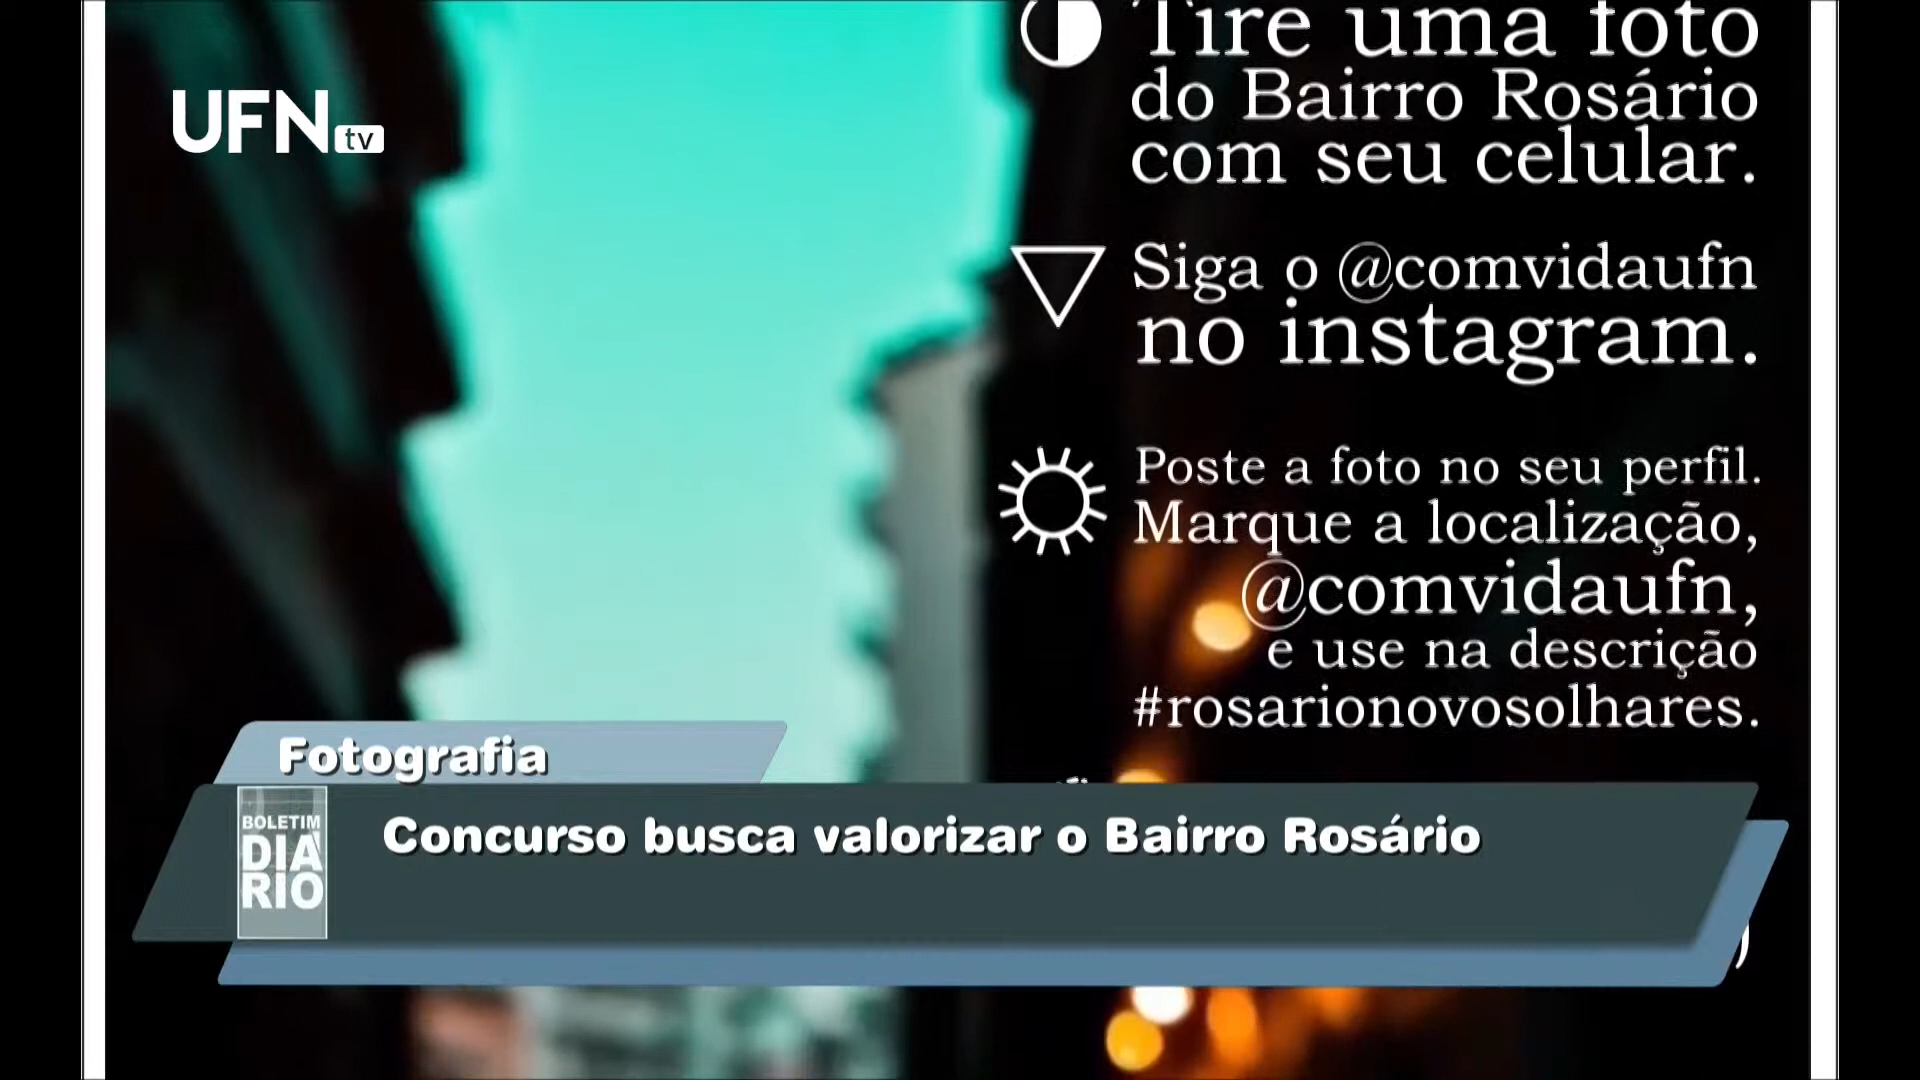 Tire uma foto
do Bairro Rosário
com seu celular.
UFN tv
Siga o @comvidaufn
no instagram.
Poste a foto no seu perfil.
Marque a localização,
@comvidaufn,
e use na descrição
#rosarionovosolhares.
Fotografia
BOLETIM
DIÁ
RIO
Concurso busca valorizar o Bairro Rosário